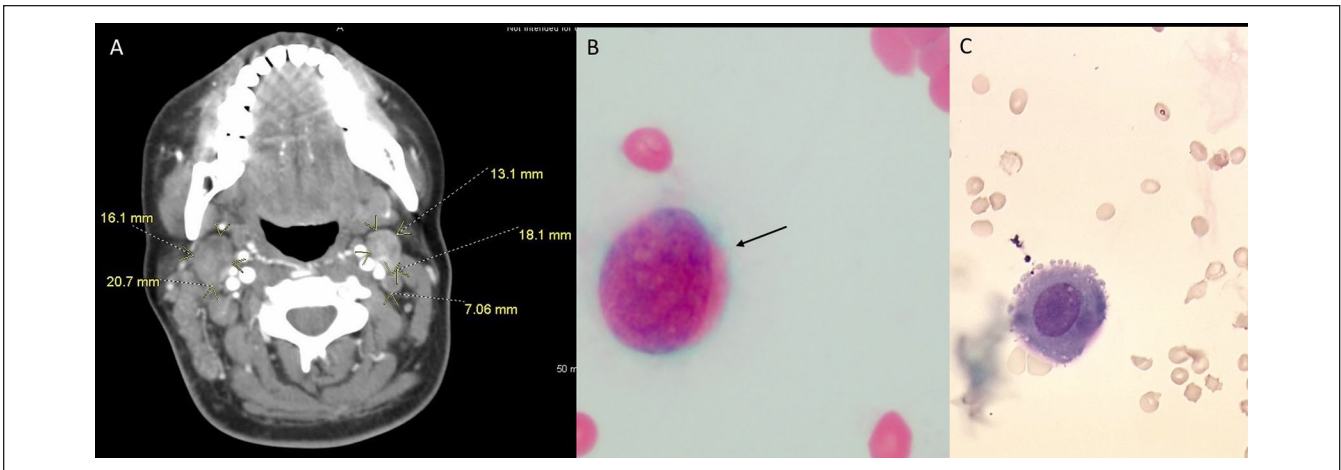 A
A
Not intended for
16.1 mm
20.7 mm
13.1 mm
18.1 mm
7.06 mm
50 m
B
C